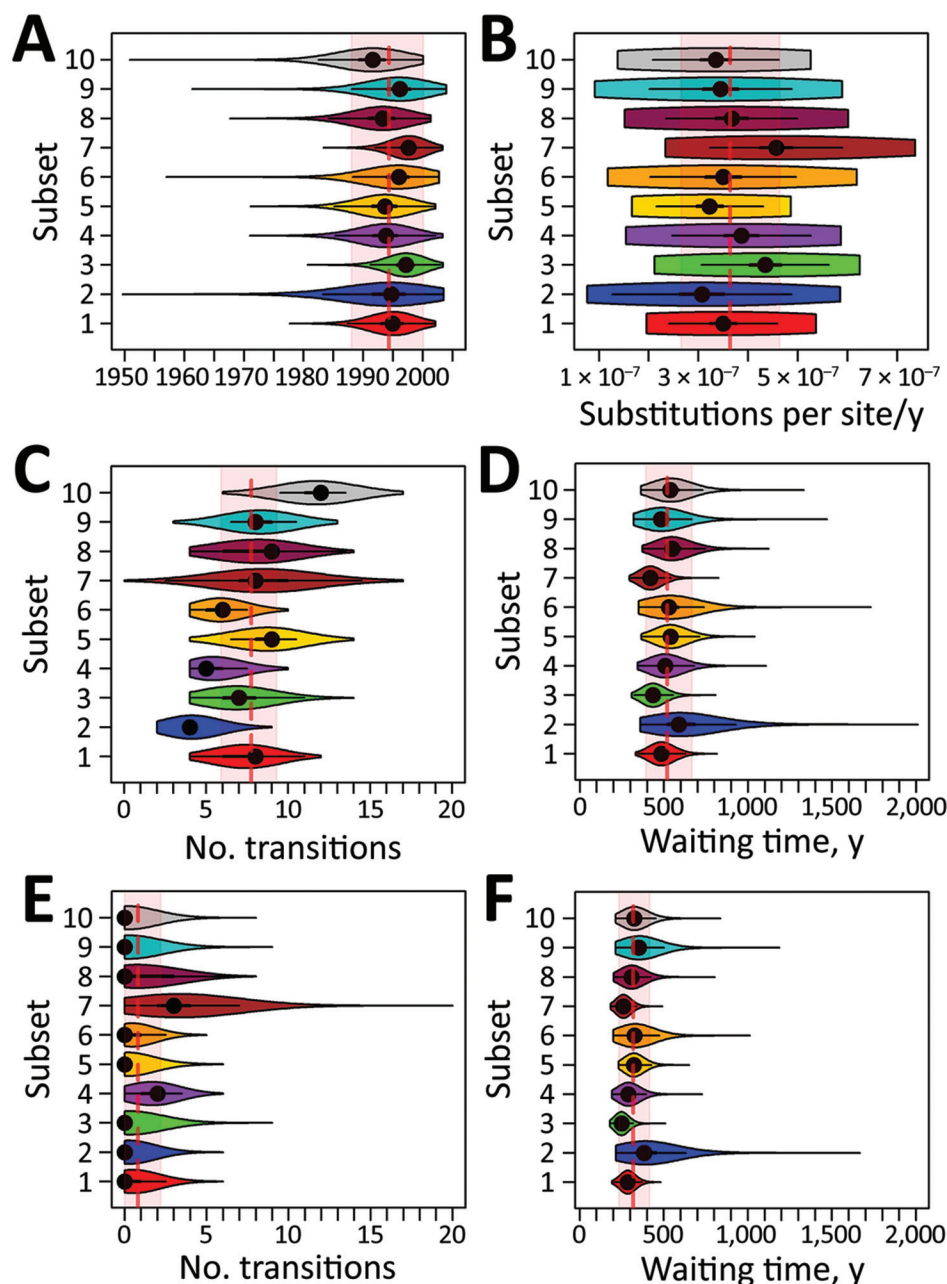 A
Subset
10
9
8
7
6
5
4
3
2
1
1950 1960 1970 1980 1990 2000
B
Subset
10
9
8
7
6
5
4
3
2
1
1 × 10⁻⁷ 3 × 10⁻⁷ 5 × 10⁻⁷ 7 × 10⁻⁷
Substitutions per site/y
C
Subset
10
9
8
7
6
5
4
3
2
1
0 5 10 15 20
No. transitions
D
Subset
10
9
8
7
6
5
4
3
2
1
0 500 1,000 1,500 2,000
Waiting time, y
E
Subset
10
9
8
7
6
5
4
3
2
1
0 5 10 15 20
No. transitions
F
Subset
10
9
8
7
6
5
4
3
2
1
0 500 1,000 1,500 2,000
Waiting time, y